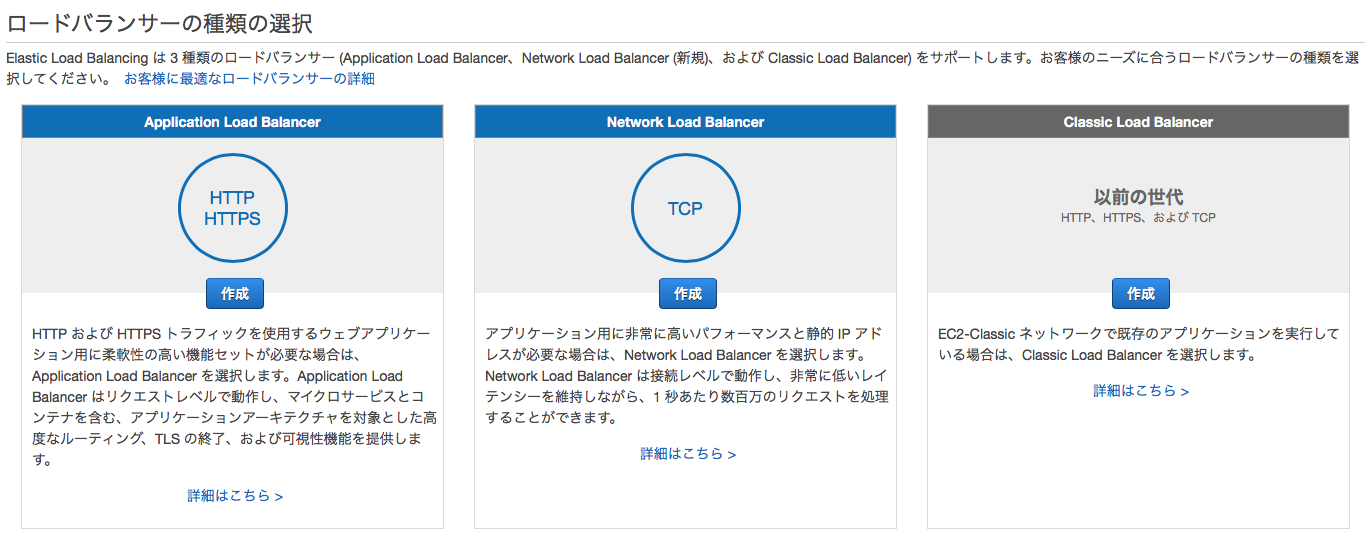 ロードバランサーの種類の選択
Elastic Load Balancing は 3 種類のロードバランサー (Application Load Balancer、Network Load Balancer (新規)、および Classic Load Balancer) をサポートします。お客様のニーズに合うロードバランサーの種類を選
択してください。 お客様に最適なロードバランサーの詳細
Application Load Balancer
HTTP
HTTPS
作成
HTTP および HTTPS トラフィックを使用するウェブアプリケー
ション用に柔軟性の高い機能セットが必要な場合は、
Application Load Balancer を選択します。Application Load
Balancer はリクエストレベルで動作し、マイクロサービスとコ
ンテナを含む、アプリケーションアーキテクチャを対象とした高
度なルーティング、TLS の終了、および可視性機能を提供しま
す。
詳細はこちら >
Network Load Balancer
TCP
作成
アプリケーション用に非常に高いパフォーマンスと静的 IP アド
レスが必要な場合は、Network Load Balancer を選択します。
Network Load Balancer は接続レベルで動作し、非常に低いレイ
テンシーを維持しながら、1 秒あたり数百万のリクエストを処理
することができます。
詳細はこちら >
Classic Load Balancer
以前の世代
HTTP、HTTPS、および TCP
作成
EC2-Classic ネットワークで既存のアプリケーションを実行して
いる場合は、Classic Load Balancer を選択します。
詳細はこちら >